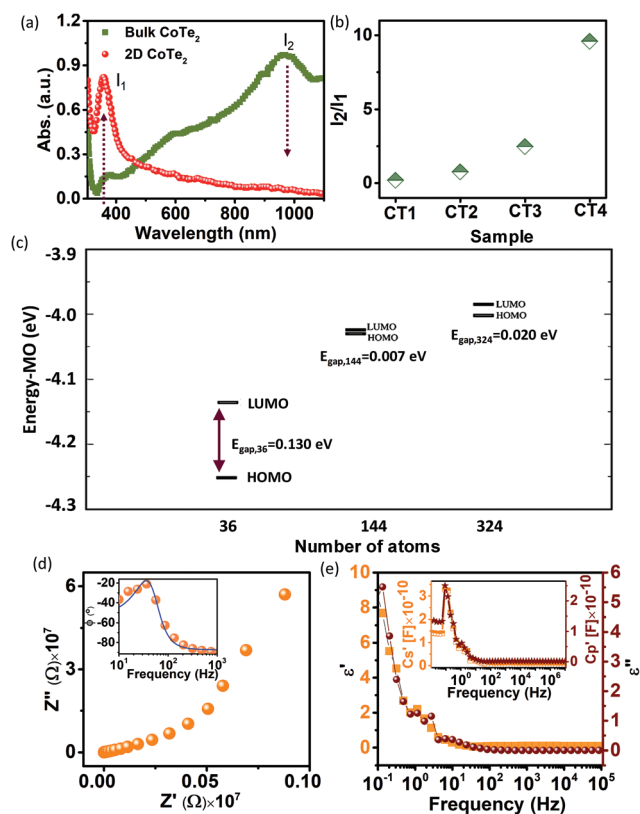 (a)
Bulk CoTe₂
2D CoTe₂
I₁
I₂
Abs. (a.u.)
1.2
0.9
0.6
0.3
0.0
400 600 800 1000
Wavelength (nm)
(b)
I₂/I₁
10
5
0
CT1 CT2 CT3 CT4
Sample
(c)
Energy-MO (eV)
-3.9
-4.0
-4.1
-4.2
-4.3
LUMO
HOMO
E_gap,36=0.130 eV
LUMO
HOMO
E_gap,144=0.007 eV
LUMO
HOMO
E_gap,324=0.020 eV
36 144 324
Number of atoms
(d)
Z'' (Ω)×10⁷
6
3
0
0.00 0.05 0.10
Z' (Ω)×10⁷
ϕ (°)
0
-20
-40
-60
-80
10¹ 10² 10³
Frequency (Hz)
(e)
ε'
10
8
6
4
2
0
Cs' [F]×10⁻¹⁰
3
2
1
0
10⁰ 10² 10⁴ 10⁶
Frequency (Hz)
Cp' [F]×10⁻¹⁰
6
4
2
0
ε''
6
5
4
3
2
1
0
10⁻¹ 10⁰ 10¹ 10² 10³ 10⁴ 10⁵
Frequency (Hz)